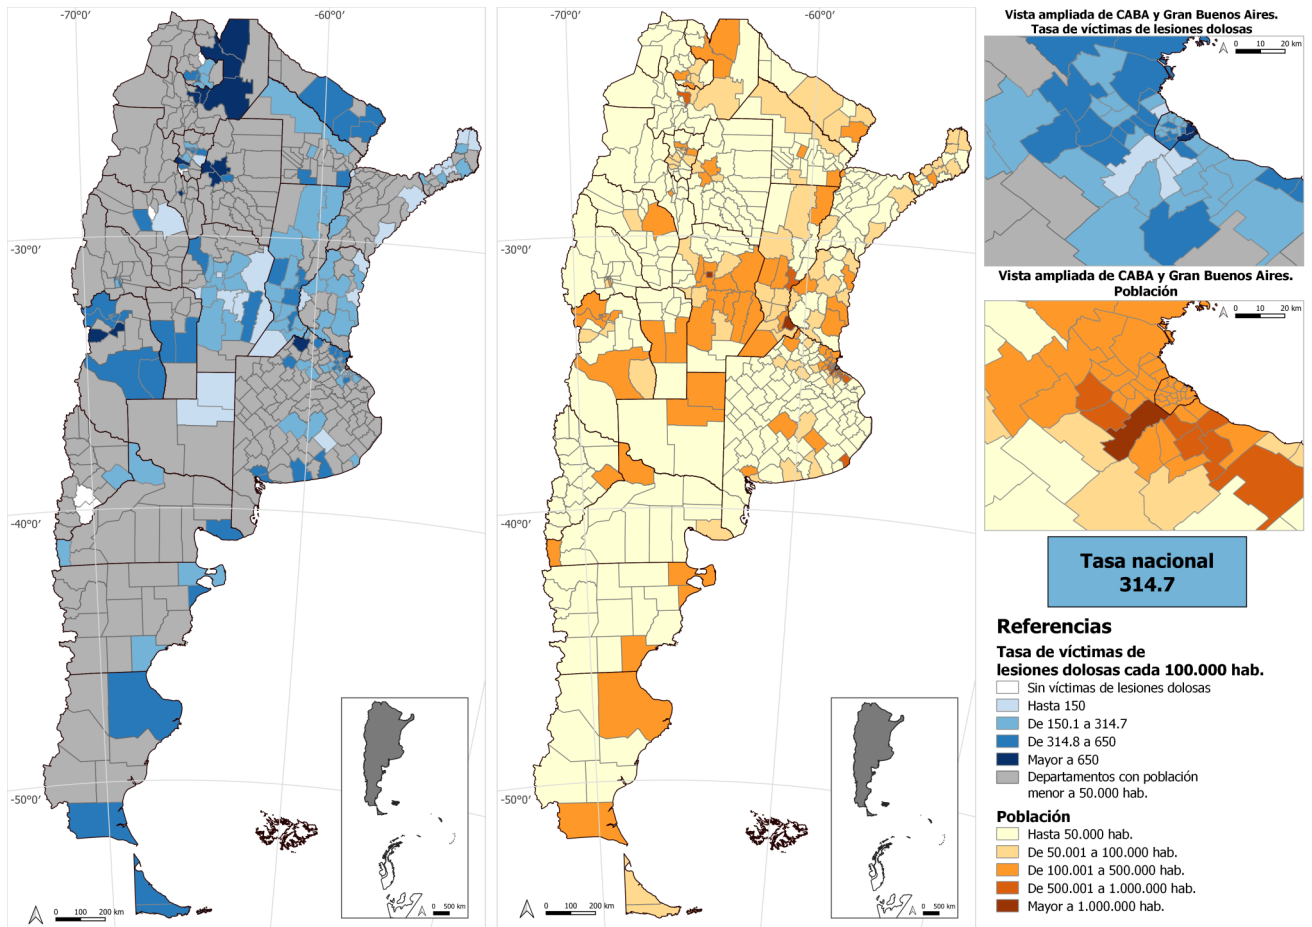 -70°0'
-60°0'
-30°0'
-40°0'
-50°0'
0 100 200 km
0 500 km
-70°0'
-60°0'
-30°0'
-40°0'
-50°0'
0 100 200 km
0 500 km
Vista ampliada de CABA y Gran Buenos Aires.
Tasa de víctimas de lesiones dolosas
0 10 20 km
Vista ampliada de CABA y Gran Buenos Aires.
Población
0 10 20 km
Tasa nacional
314.7
Referencias
Tasa de víctimas de
lesiones dolosas cada 100.000 hab.
Sin víctimas de lesiones dolosas
Hasta 150
De 150.1 a 314.7
De 314.8 a 650
Mayor a 650
Departamentos con población
menor a 50.000 hab.
Población
Hasta 50.000 hab.
De 50.001 a 100.000 hab.
De 100.001 a 500.000 hab.
De 500.001 a 1.000.000 hab.
Mayor a 1.000.000 hab.